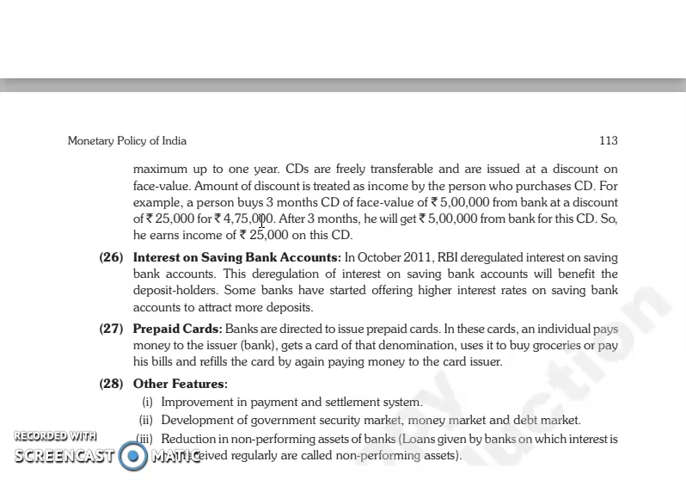 Monetary Policy of India 113
maximum up to one year. CDs are freely transferable and are issued at a discount on
face-value. Amount of discount is treated as income by the person who purchases CD. For
example, a person buys 3 months CD of face-value of ₹ 5,00,000 from bank at a discount
of ₹ 25,000 for ₹ 4,75,000. After 3 months, he will get ₹ 5,00,000 from bank for this CD. So,
he earns income of ₹ 25,000 on this CD.
(26) Interest on Saving Bank Accounts: In October 2011, RBI deregulated interest on saving
bank accounts. This deregulation of interest on saving bank accounts will benefit the
deposit-holders. Some banks have started offering higher interest rates on saving bank
accounts to attract more deposits.
(27) Prepaid Cards: Banks are directed to issue prepaid cards. In these cards, an individual pays
money to the issuer (bank), gets a card of that denomination, uses it to buy groceries or pay
his bills and refills the card by again paying money to the card issuer.
(28) Other Features:
(i) Improvement in payment and settlement system.
(ii) Development of government security market, money market and debt market.
(iii) Reduction in non-performing assets of banks (Loans given by banks on which interest is
received regularly are called non-performing assets).
RECORDED WITH
SCREENCAST MATIC